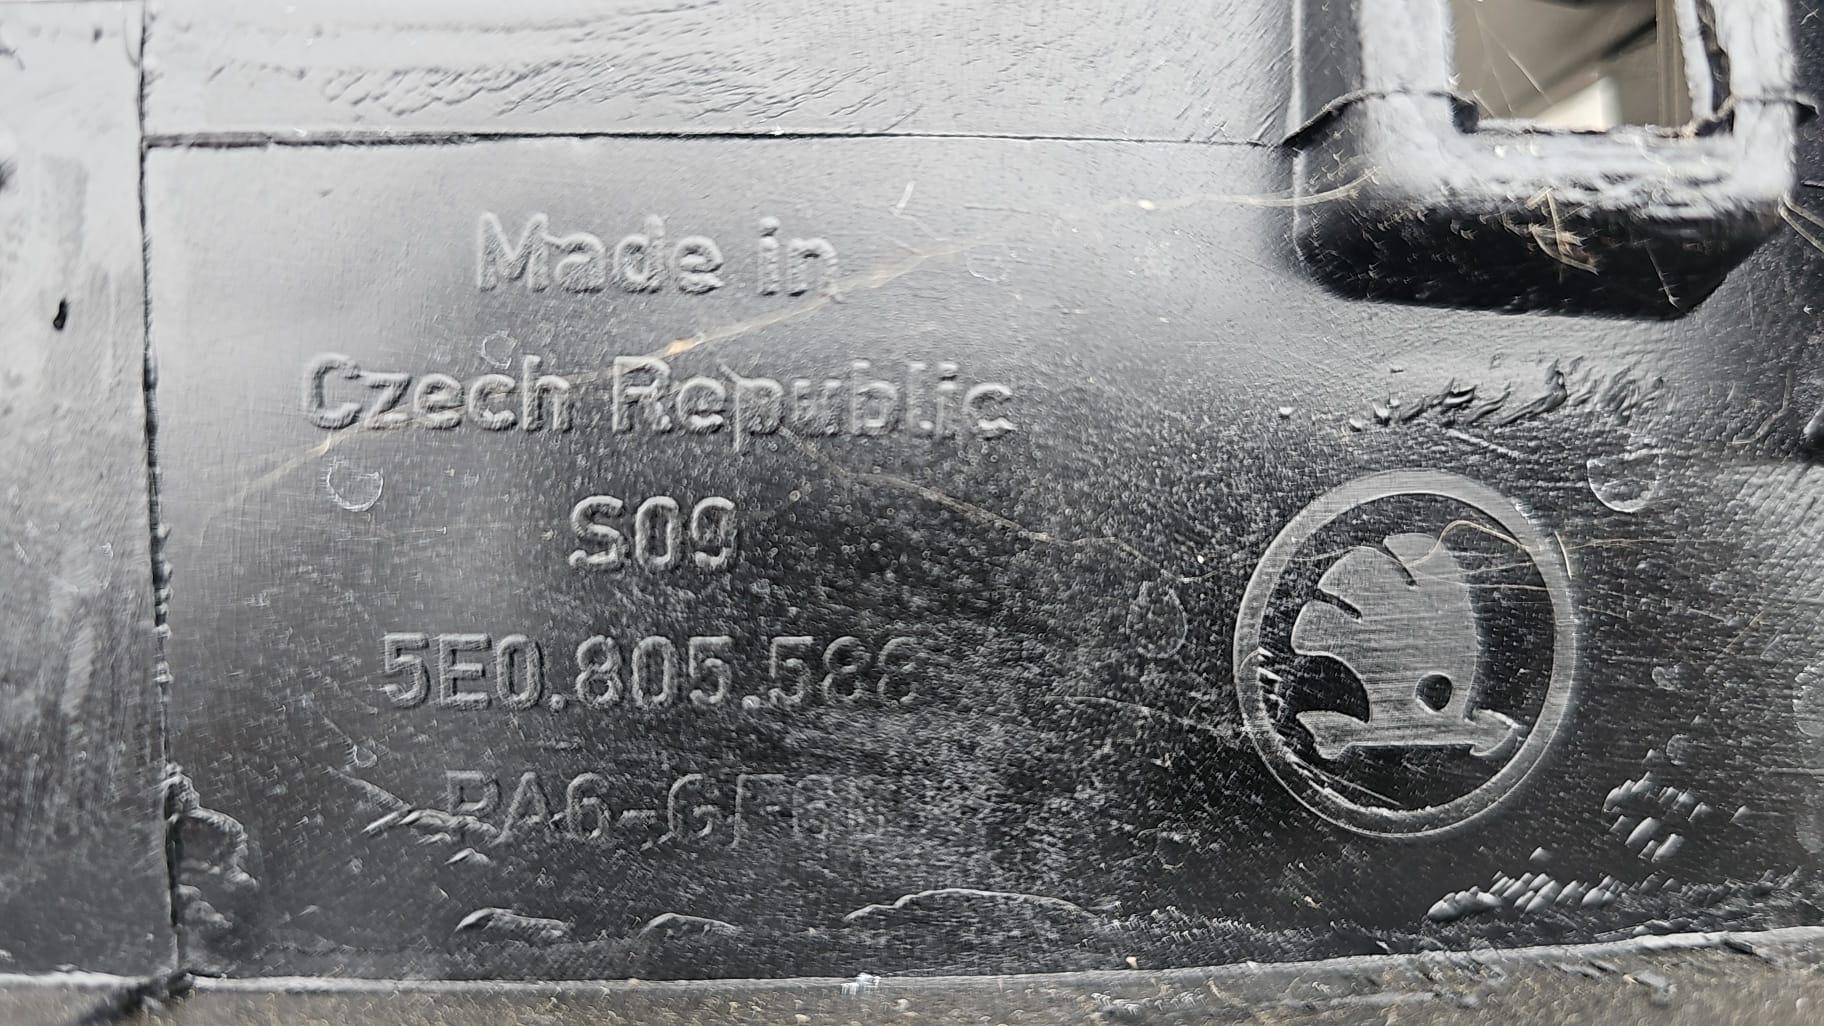 Made in
Czech Republic
S09
5E0.805.588